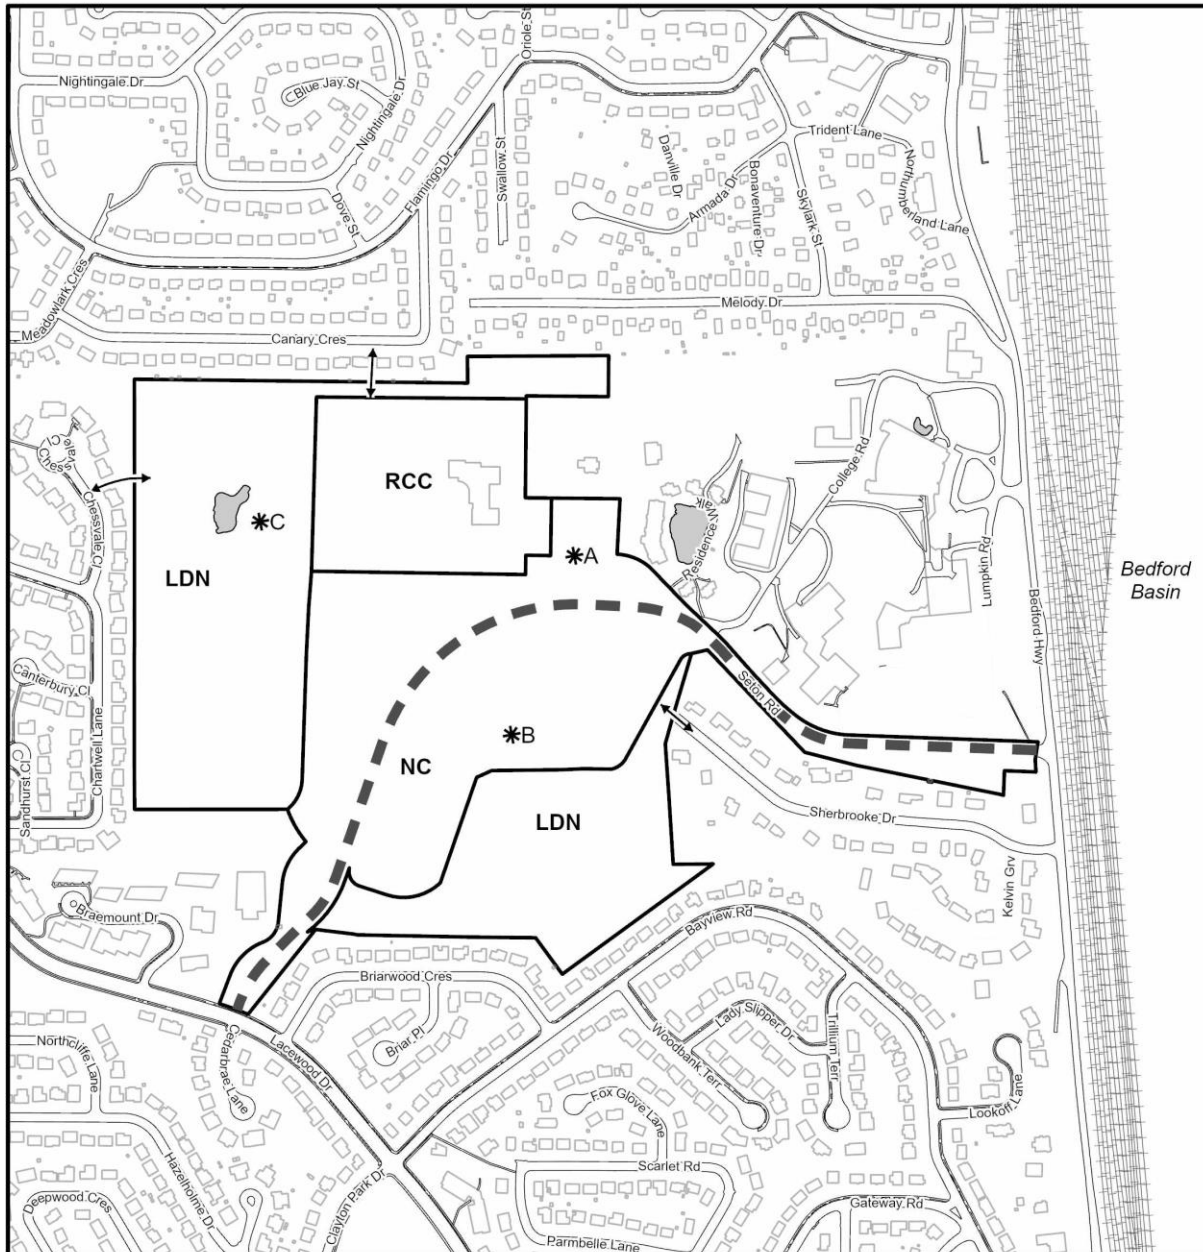 Oriole St
Nightingale Dr
Blue Jay St
Nightingale Dr
Flamingo Dr
Swallow St
Dove St
Danville Dr
Armada Dr
Bonaventure Dr
Skylark St
Trident Lane
Northumberland Lane
Meadowlark Cres
Melody Dr
Canary Cres
Chessvale Cl
Chessvale Cl
RCC
C
LDN
A
Residence Walk
College Rd
Lumpkin Rd
Bedford Hwy
Bedford
Basin
Canterbury Cl
Sandhurst Cl
Chartwell Lane
Seton Rd
B
NC
LDN
Sherbrooke Dr
Kelvin Grv
Braemount Dr
Bayview Rd
Briarwood Cres
Briar Pl
Lady Slipper Dr
Trillium Terr
Woodbank Terr
Cedarbrae Lane
Lacewood Dr
Northcliffe Lane
Fox Glove Lane
Lookoff Lane
Scarlet Rd
Hazelholme Dr
Deepwood Cres
Clayton Park Dr
Gateway Rd
Parmbelle Lane